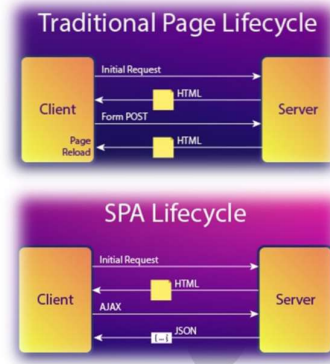 Traditional Page Lifecycle
Initial Request
HTML
Client
Server
Form POST
HTML
Page
Reload
SPA Lifecycle
Initial Request
HTML
Client
Server
AJAX
JSON
{...}